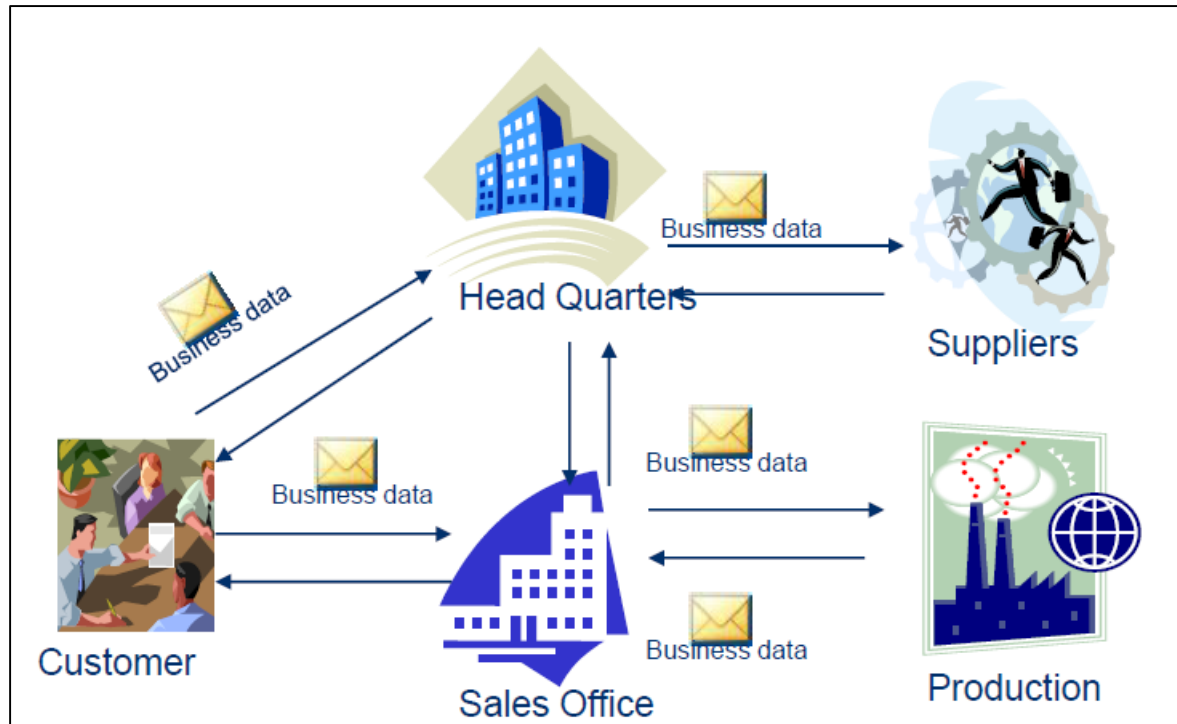 Business data
Head Quarters
Suppliers
Business data
Business data
Business data
Business data
Customer
Sales Office
Production